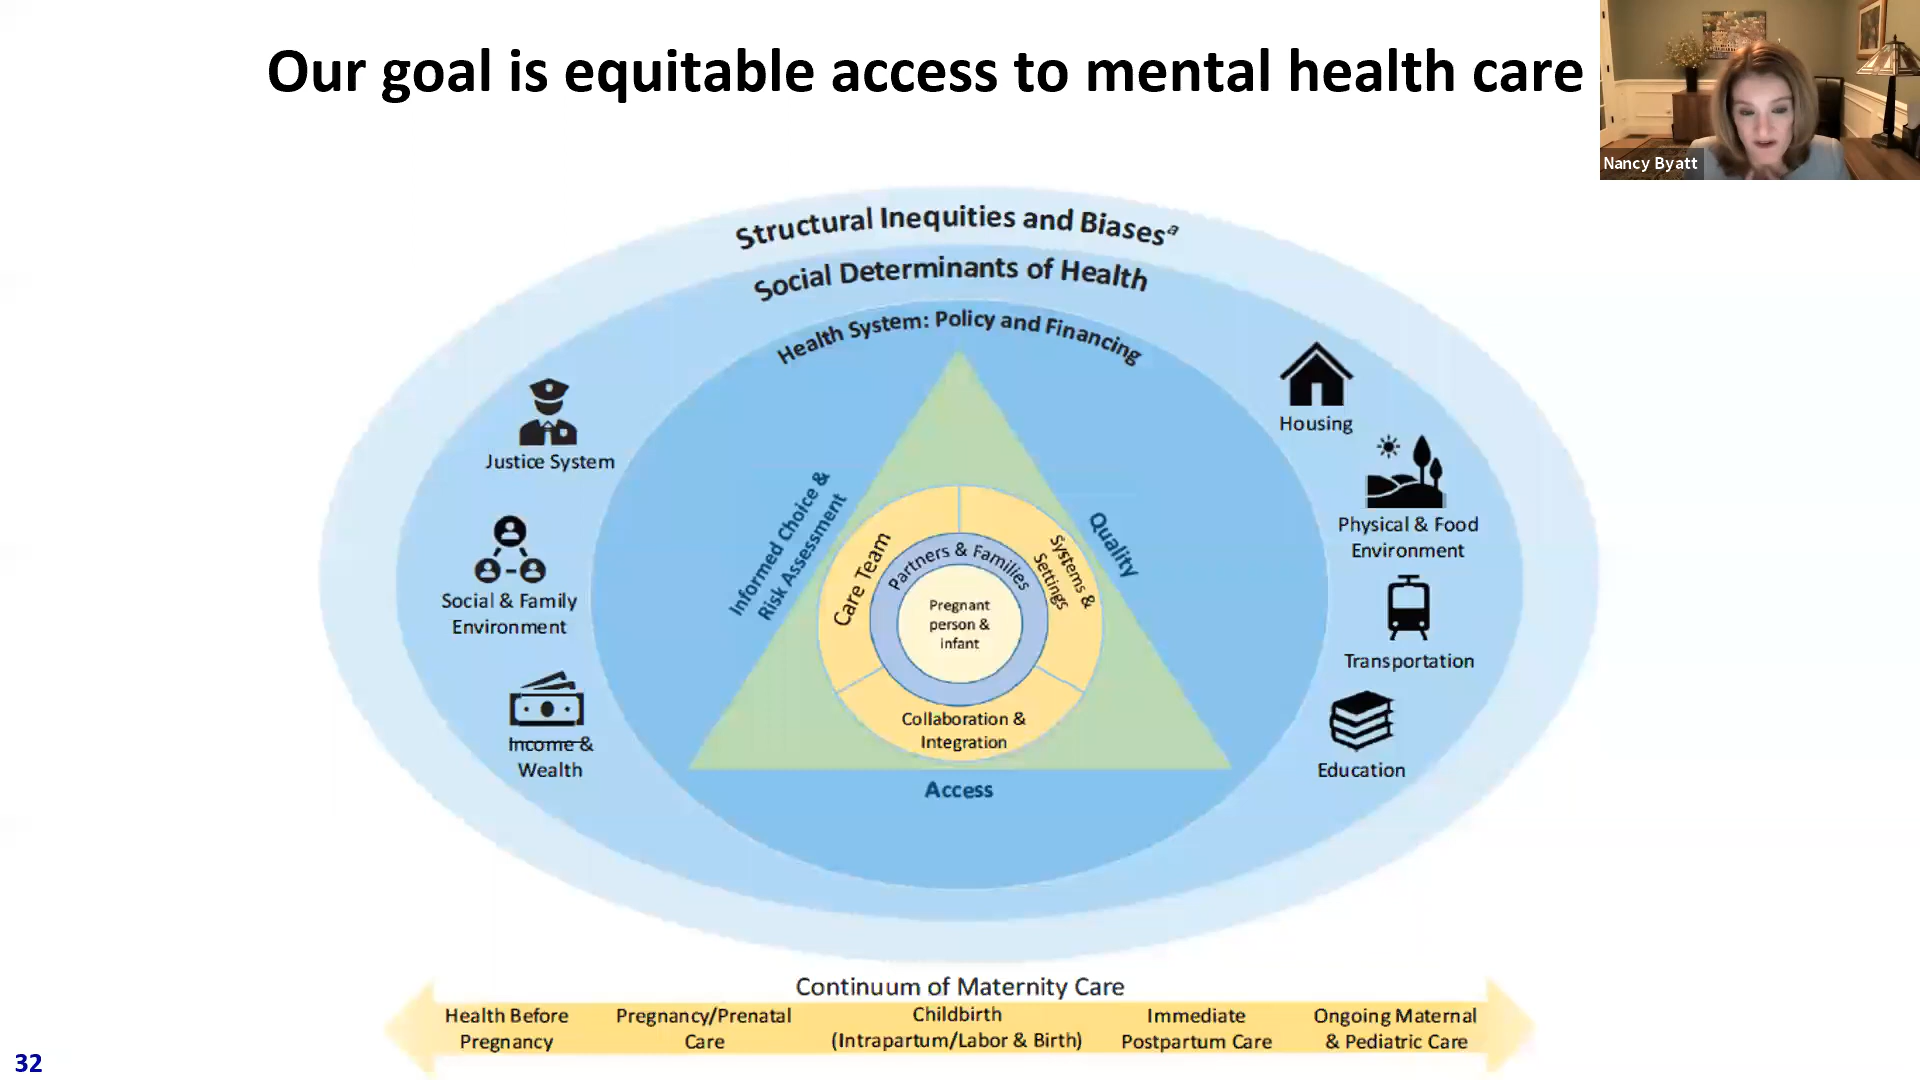 Our goal is equitable access to mental health care
Nancy Byatt
Structural Inequities and Biasesª
Social Determinants of Health
Health System: Policy and Financing
Justice System
Social & Family
Environment
Income &
Wealth
Housing
Physical & Food
Environment
Transportation
Education
Informed Choice &
Risk Assessment
Quality
Access
Care Team
Systems &
Settings
Collaboration &
Integration
Partners & Families
Pregnant
person &
infant
Continuum of Maternity Care
Health Before
Pregnancy
Pregnancy/Prenatal
Care
Childbirth
(Intrapartum/Labor & Birth)
Immediate
Postpartum Care
Ongoing Maternal
& Pediatric Care
32